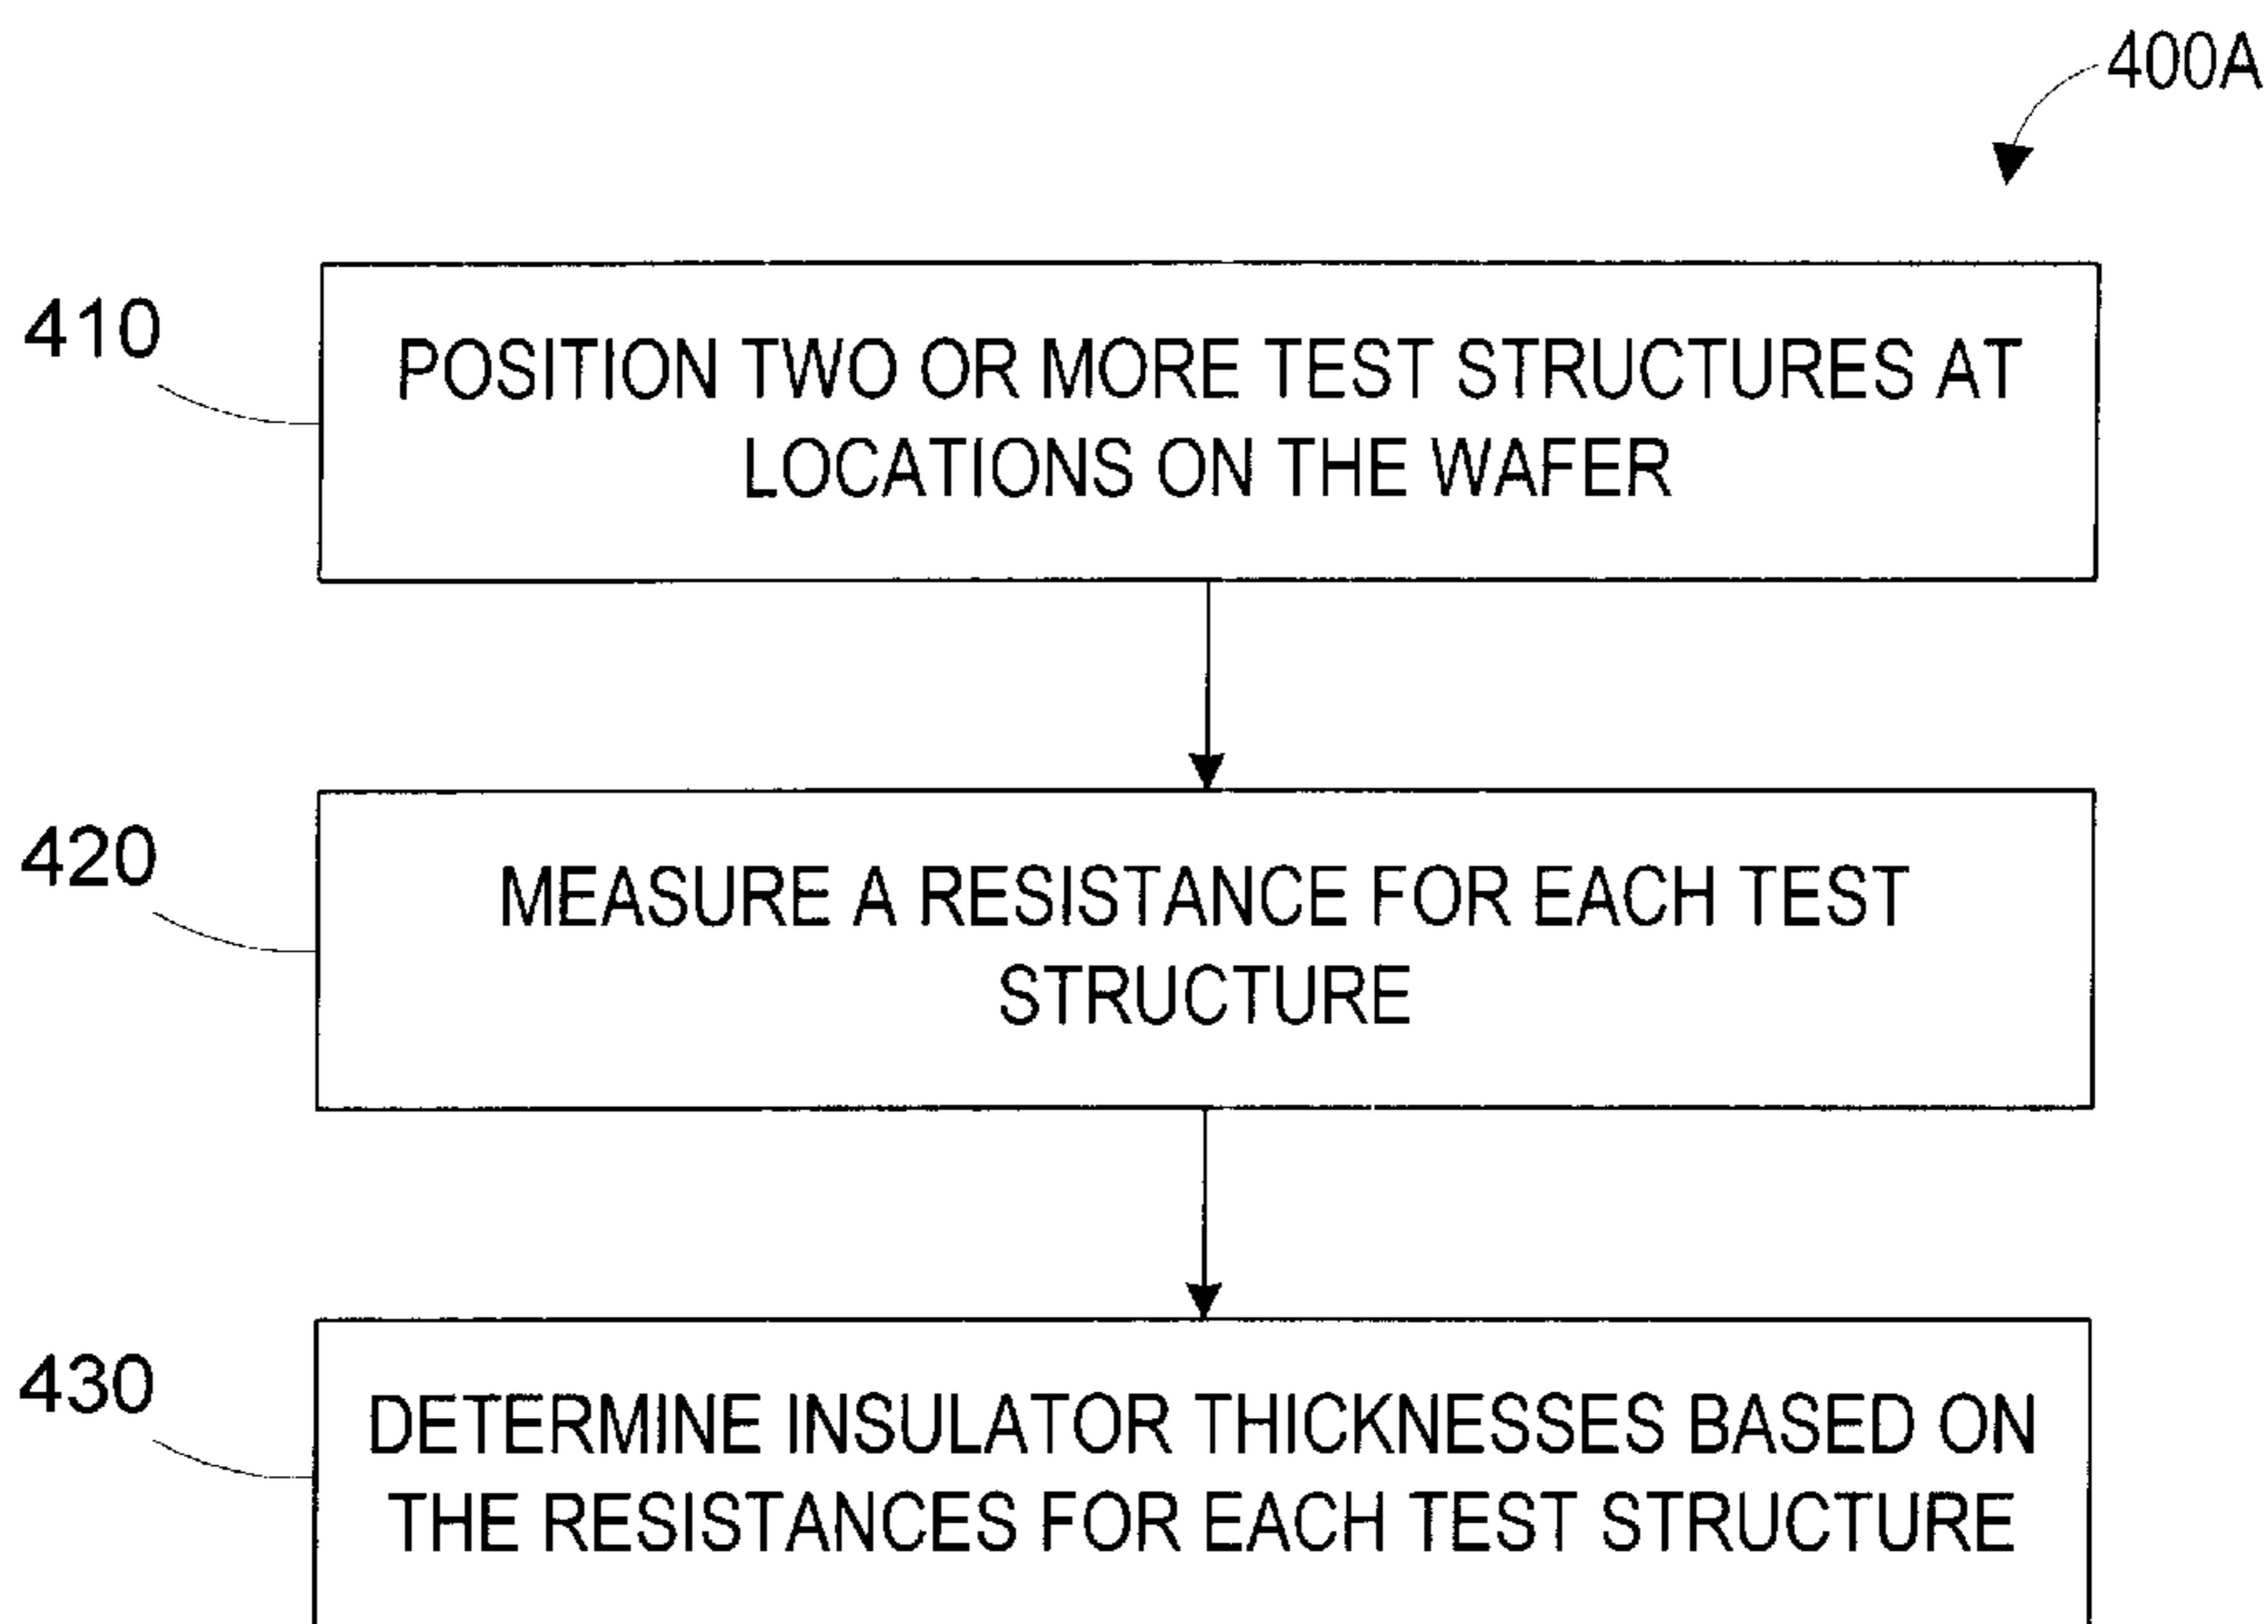 400A
410
POSITION TWO OR MORE TEST STRUCTURES AT
LOCATIONS ON THE WAFER
420
MEASURE A RESISTANCE FOR EACH TEST
STRUCTURE
430
DETERMINE INSULATOR THICKNESSES BASED ON
THE RESISTANCES FOR EACH TEST STRUCTURE